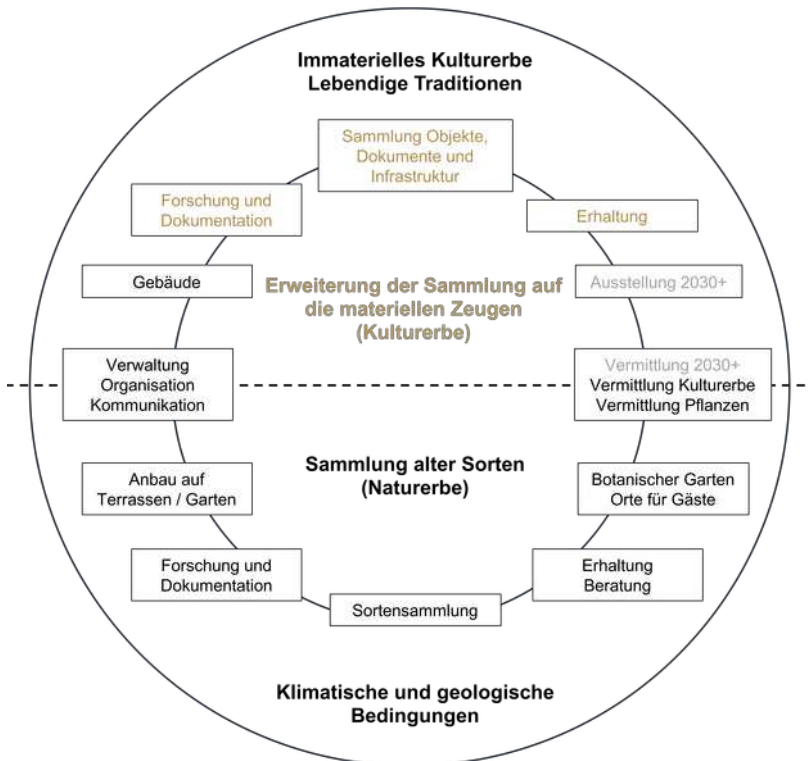 Immaterielles Kulturerbe
Lebendige Traditionen
Sammlung Objekte,
Dokumente und
Infrastruktur
Forschung und
Dokumentation
Erhaltung
Gebäude
Erweiterung der Sammlung auf
die materiellen Zeugen
(Kulturerbe)
Ausstellung 2030+
Verwaltung
Organisation
Kommunikation
Vermittlung 2030+
Vermittlung Kulturerbe
Vermittlung Pflanzen
Sammlung alter Sorten
(Naturerbe)
Anbau auf
Terrassen / Garten
Botanischer Garten
Orte für Gäste
Forschung und
Dokumentation
Erhaltung
Beratung
Sortensammlung
Klimatische und geologische
Bedingungen